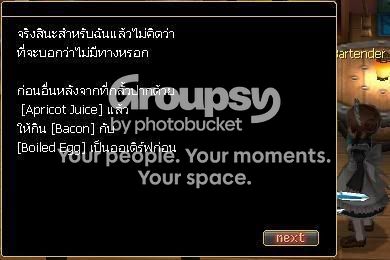 จริงสินะสำหรับฉันแล้วไม่คิดว่า
ที่จะบอกว่าไม่มีทางหรอก
ก่อนอื่นหลังจากที่กลั้วปากด้วย
[Apricot Juice] แล้ว
ให้กิน [Bacon] กับ
[Boiled Egg] เป็นออเดิร์ฟก่อน
Bartender
Groupsy
by photobucket
Your people. Your moments.
Your space.
next